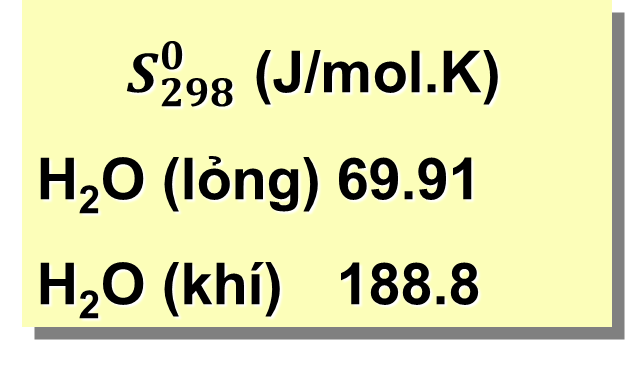 S⁰₂₉₈ (J/mol.K)
H₂O (lỏng) 69.91
H₂O (khí) 188.8